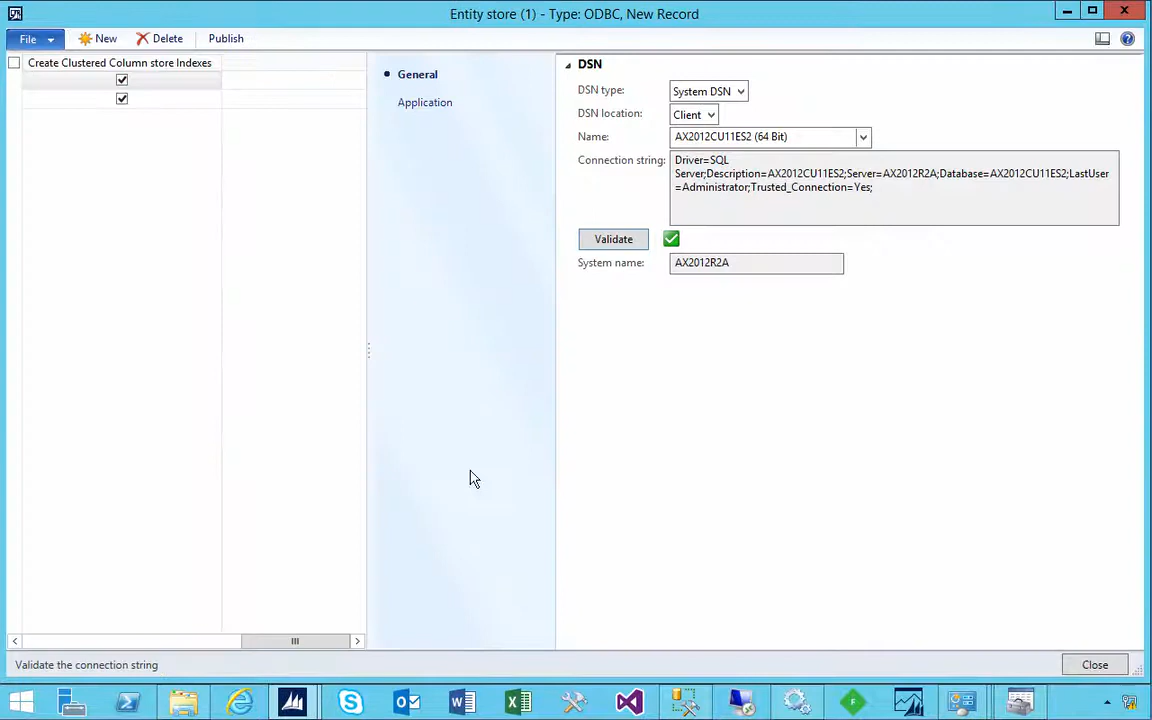 Entity store (1) - Type: ODBC, New Record
File
New
Delete
Publish
Create Clustered Column store Indexes
General
Application
DSN
DSN type:
System DSN
DSN location:
Client
Name:
AX2012CU11ES2 (64 Bit)
Connection string:
Driver=SQL
Server;Description=AX2012CU11ES2;Server=AX2012R2A;Database=AX2012CU11ES2;LastUser
=Administrator;Trusted_Connection=Yes;
Validate
System name:
AX2012R2A
Validate the connection string
Close